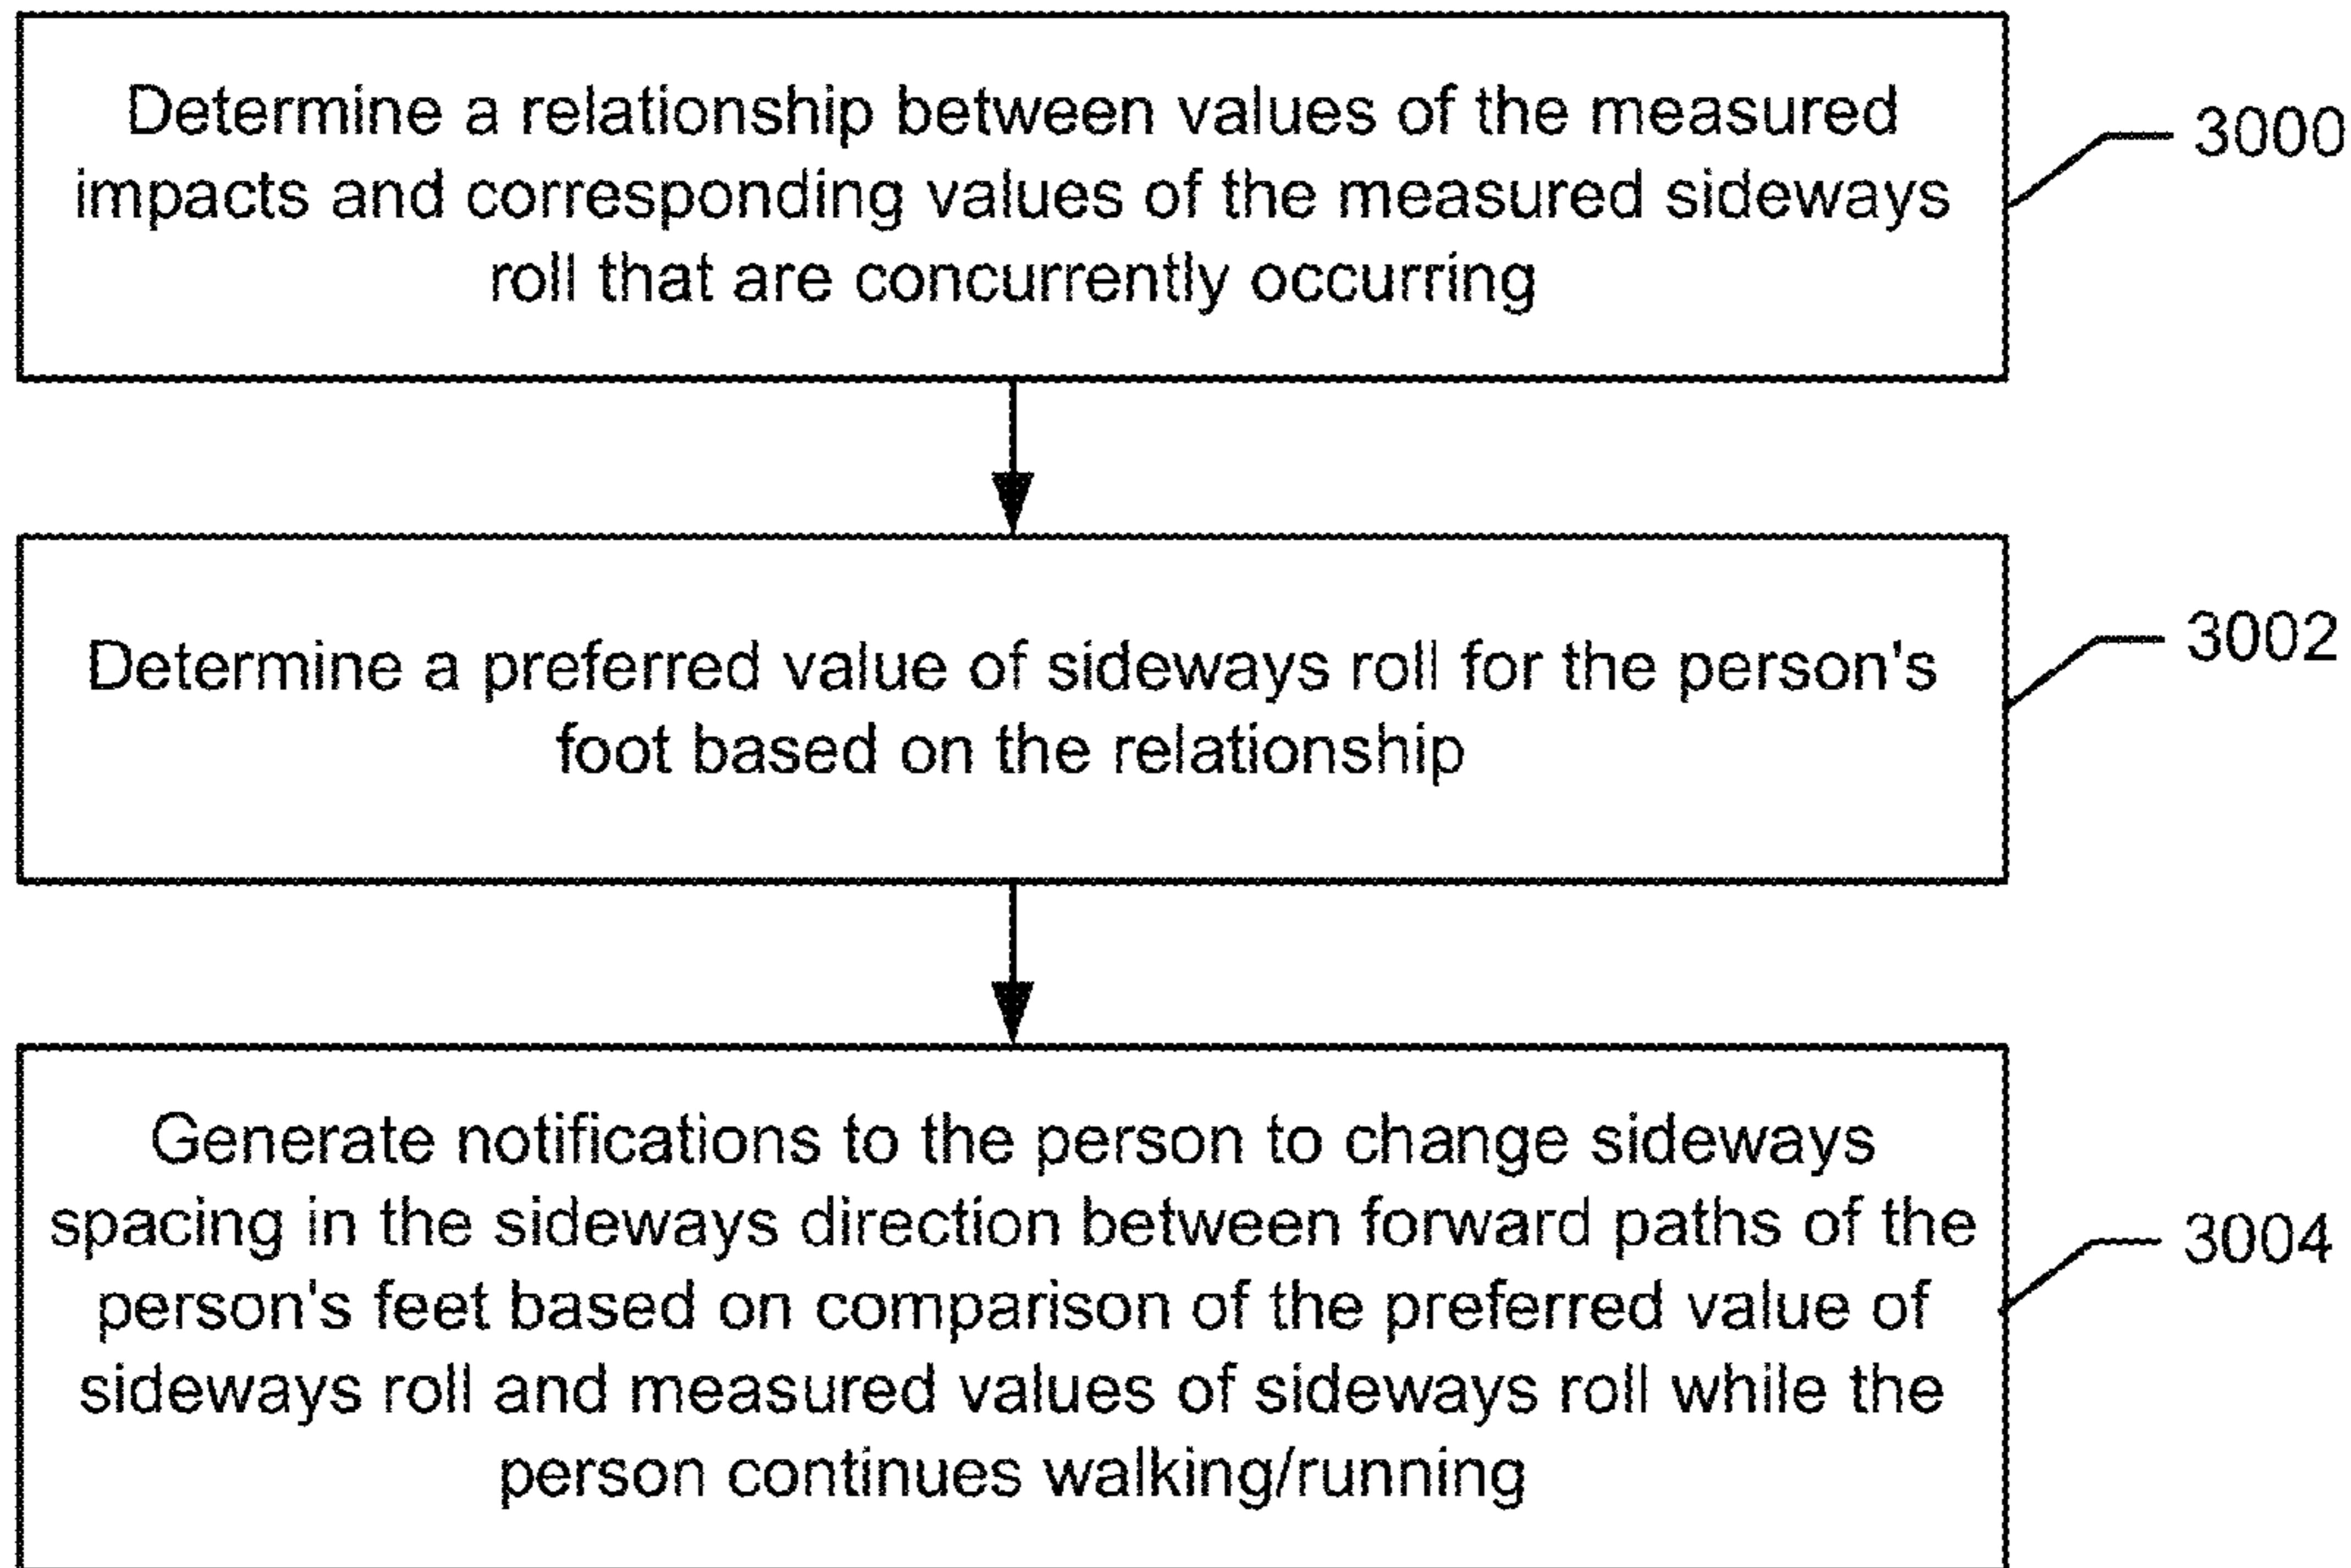 Determine a relationship between values of the measured
impacts and corresponding values of the measured sideways
roll that are concurrently occurring
3000
Determine a preferred value of sideways roll for the person's
foot based on the relationship
3002
Generate notifications to the person to change sideways
spacing in the sideways direction between forward paths of the
person's feet based on comparison of the preferred value of
sideways roll and measured values of sideways roll while the
person continues walking/running
3004